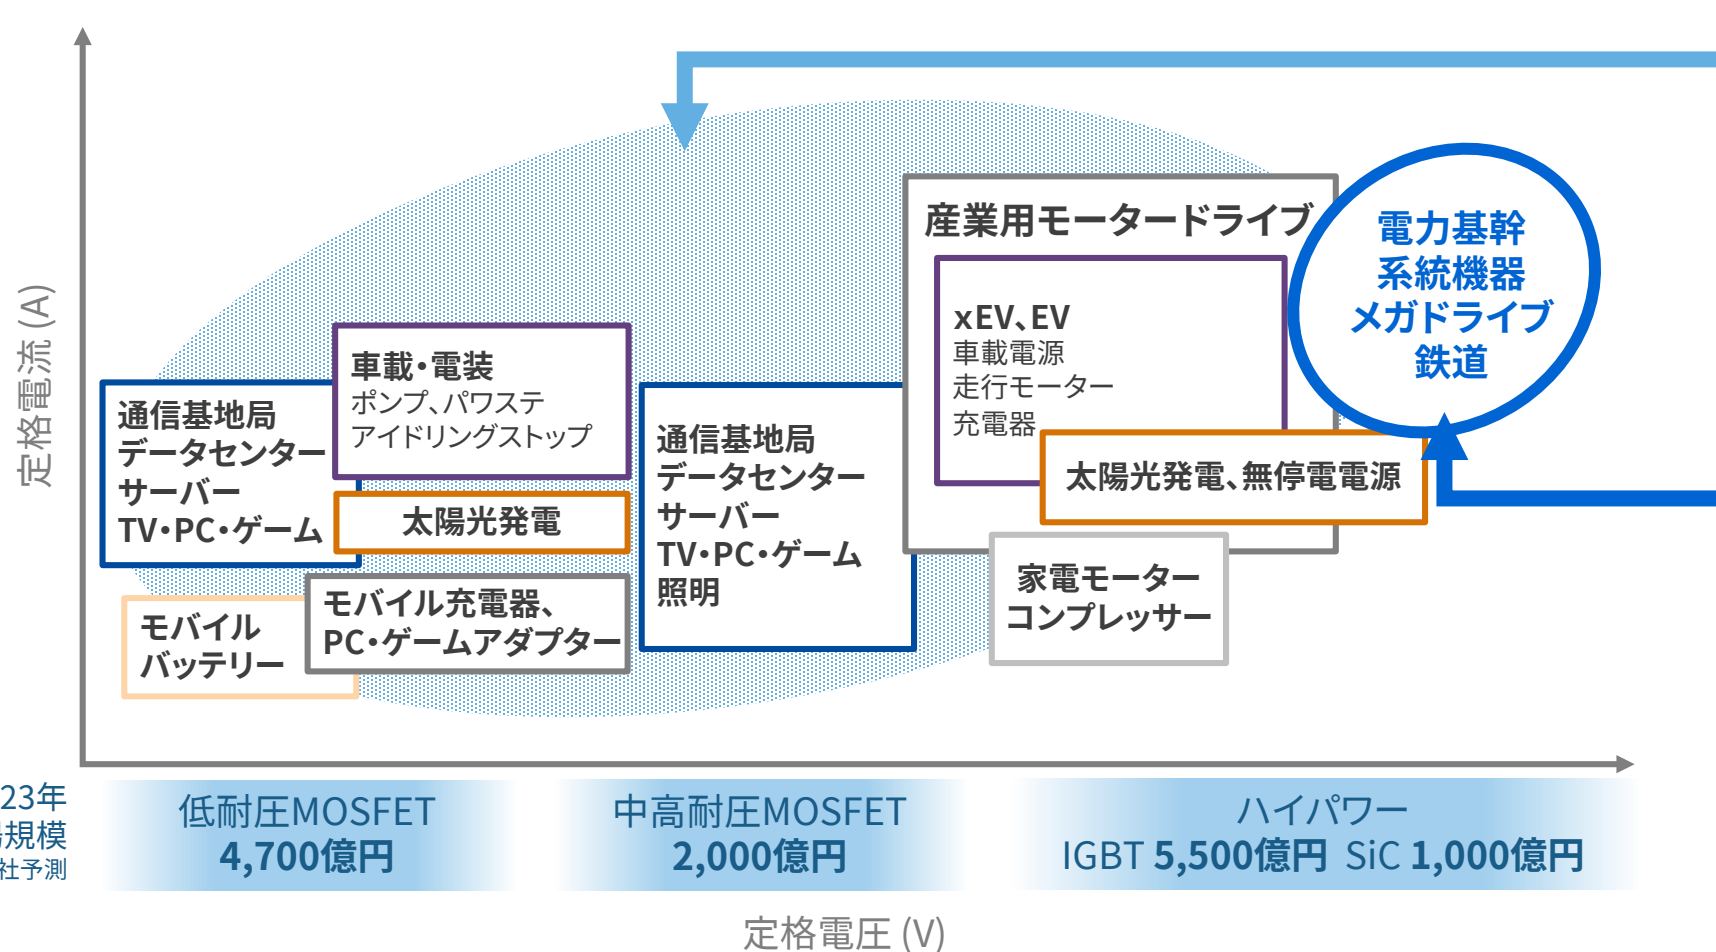 定格電流 (A)
通信基地局
データセンター
サーバー
TV・PC・ゲーム
車載・電装
ポンプ、パワステ
アイドリングストップ
太陽光発電
モバイル
バッテリー
モバイル充電器、
PC・ゲームアダプター
通信基地局
データセンター
サーバー
TV・PC・ゲーム
照明
産業用モータードライブ
xEV、EV
車載電源
走行モーター
充電器
太陽光発電、無停電電源
家電モーター
コンプレッサー
電力基幹
系統機器
メガドライブ
鉄道
23年
規模
社予測
低耐圧MOSFET
4,700億円
中高耐圧MOSFET
2,000億円
ハイパワー
IGBT 5,500億円 SiC 1,000億円
定格電圧 (V)